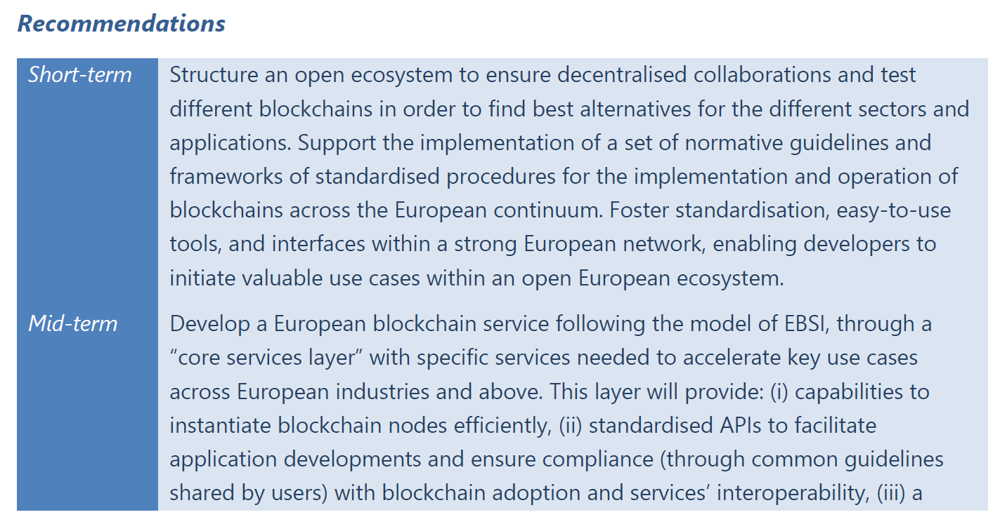 Recommendations
Short-term
Structure an open ecosystem to ensure decentralised collaborations and test
different blockchains in order to find best alternatives for the different sectors and
applications. Support the implementation of a set of normative guidelines and
frameworks of standardised procedures for the implementation and operation of
blockchains across the European continuum. Foster standardisation, easy-to-use
tools, and interfaces within a strong European network, enabling developers to
initiate valuable use cases within an open European ecosystem.
Mid-term
Develop a European blockchain service following the model of EBSI, through a
“core services layer” with specific services needed to accelerate key use cases
across European industries and above. This layer will provide: (i) capabilities to
instantiate blockchain nodes efficiently, (ii) standardised APIs to facilitate
application developments and ensure compliance (through common guidelines
shared by users) with blockchain adoption and services’ interoperability, (iii) a